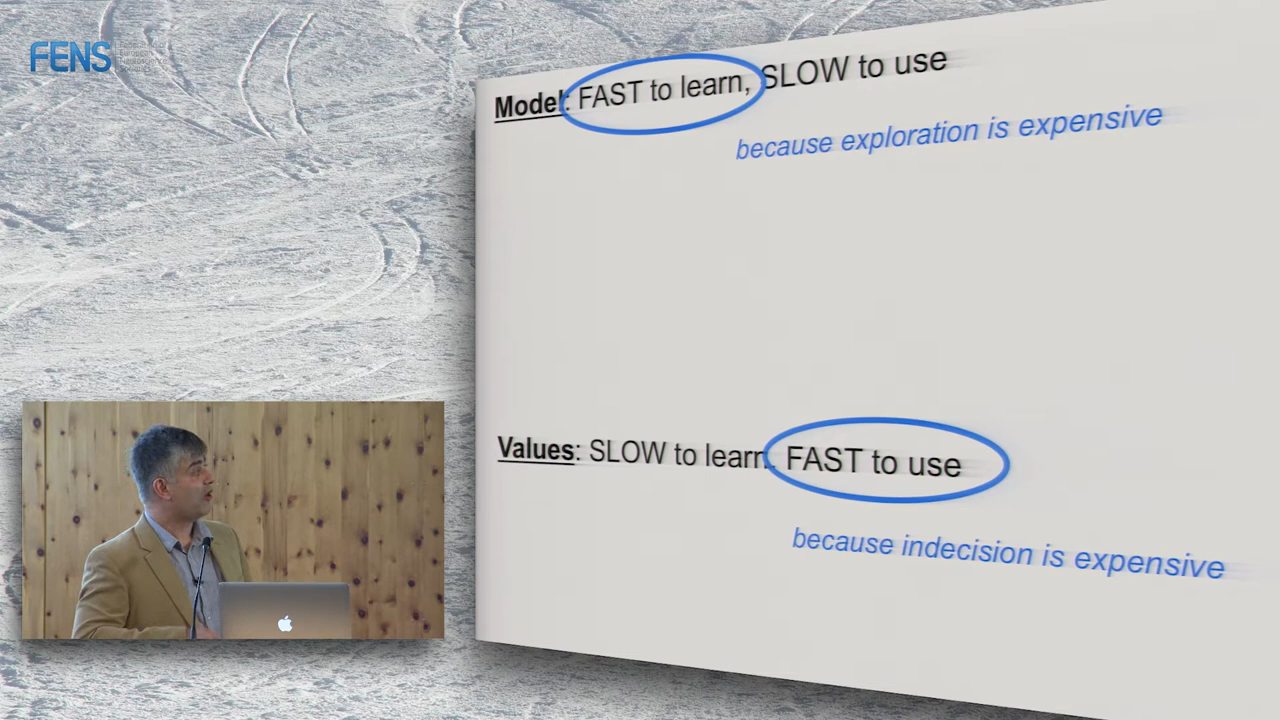 FENS
Model: FAST to learn, SLOW to use
because exploration is expensive
Values: SLOW to learn, FAST to use
because indecision is expensive